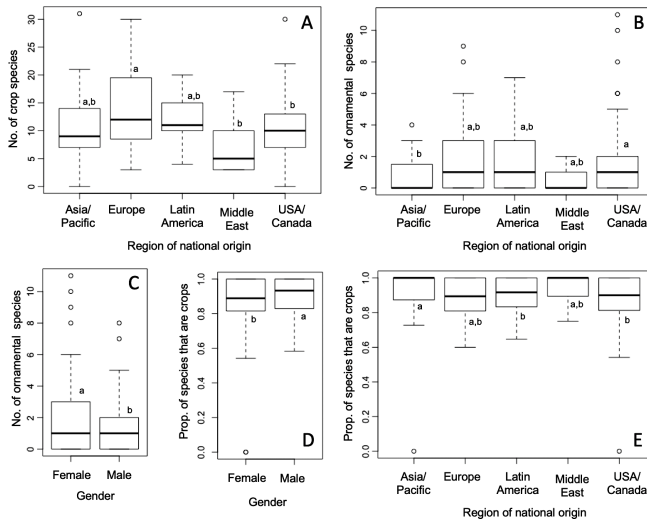 A
No. of crop species
0 5 10 15 20 25 30
a,b a a,b b b
Asia/ Pacific Europe Latin America Middle East USA/ Canada
Region of national origin
B
No. of ornamental species
0 2 4 6 8 10
b a,b a,b a,b a
Asia/ Pacific Europe Latin America Middle East USA/ Canada
Region of national origin
C
No. of ornamental species
0 2 4 6 8 10
a b
Female Male
Gender
D
Prop. of species that are crops
0.0 0.2 0.4 0.6 0.8 1.0
b a
Female Male
Gender
E
Prop. of species that are crops
0.0 0.2 0.4 0.6 0.8 1.0
a a,b b a,b b
Asia/ Pacific Europe Latin America Middle East USA/ Canada
Region of national origin